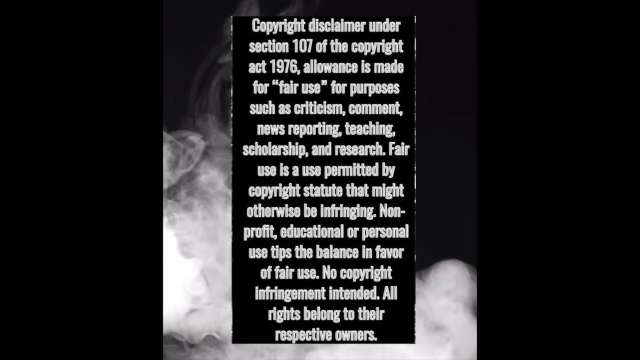 Copyright disclaimer under
section 107 of the copyright
act 1976, allowance is made
for “fair use” for purposes
such as criticism, comment,
news reporting, teaching,
scholarship, and research. Fair
use is a use permitted by
copyright statute that might
otherwise be infringing. Non-
profit, educational or personal
use tips the balance in favor
of fair use. No copyright
infringement intended. All
rights belong to their
respective owners.